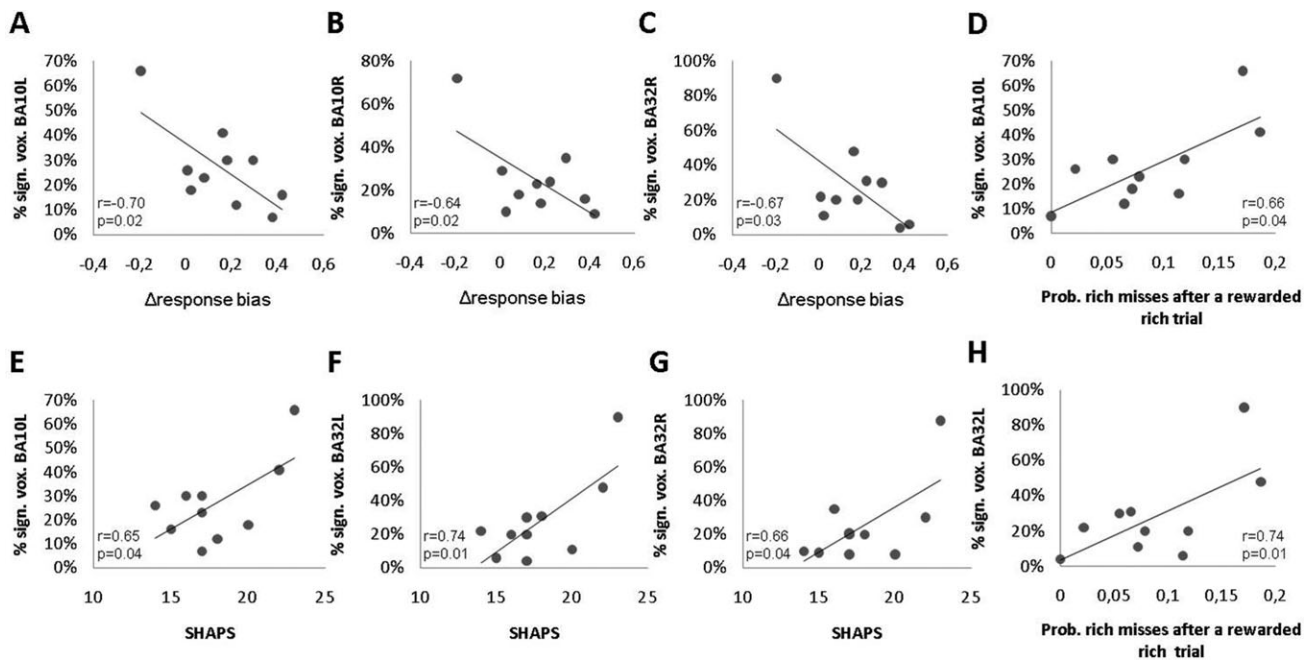 A
% sign. vox. BA10L
70%
60%
50%
40%
30%
20%
10%
0%
r=-0.70
p=0.02
-0,4
-0,2
0
0,2
0,4
0,6
Δresponse bias
B
% sign. vox. BA10R
80%
60%
40%
20%
0%
r=-0.64
p=0.02
-0,4
-0,2
0
0,2
0,4
0,6
Δresponse bias
C
% sign. vox. BA32R
100%
80%
60%
40%
20%
0%
r=-0.67
p=0.03
-0,4
-0,2
0
0,2
0,4
0,6
Δresponse bias
D
% sign. vox. BA10L
70%
60%
50%
40%
30%
20%
10%
0%
r=0.66
p=0.04
0
0,05
0,1
0,15
0,2
Prob. rich misses after a rewarded
rich trial
E
% sign. vox. BA10L
70%
60%
50%
40%
30%
20%
10%
0%
r=0.65
p=0.04
10
15
20
25
SHAPS
F
% sign. vox. BA32L
100%
80%
60%
40%
20%
0%
r=0.74
p=0.01
10
15
20
25
SHAPS
G
% sign. vox. BA32R
100%
80%
60%
40%
20%
0%
r=0.66
p=0.04
10
15
20
25
SHAPS
H
% sign. vox. BA32L
100%
80%
60%
40%
20%
0%
r=0.74
p=0.01
0
0,05
0,1
0,15
0,2
Prob. rich misses after a rewarded
rich trial